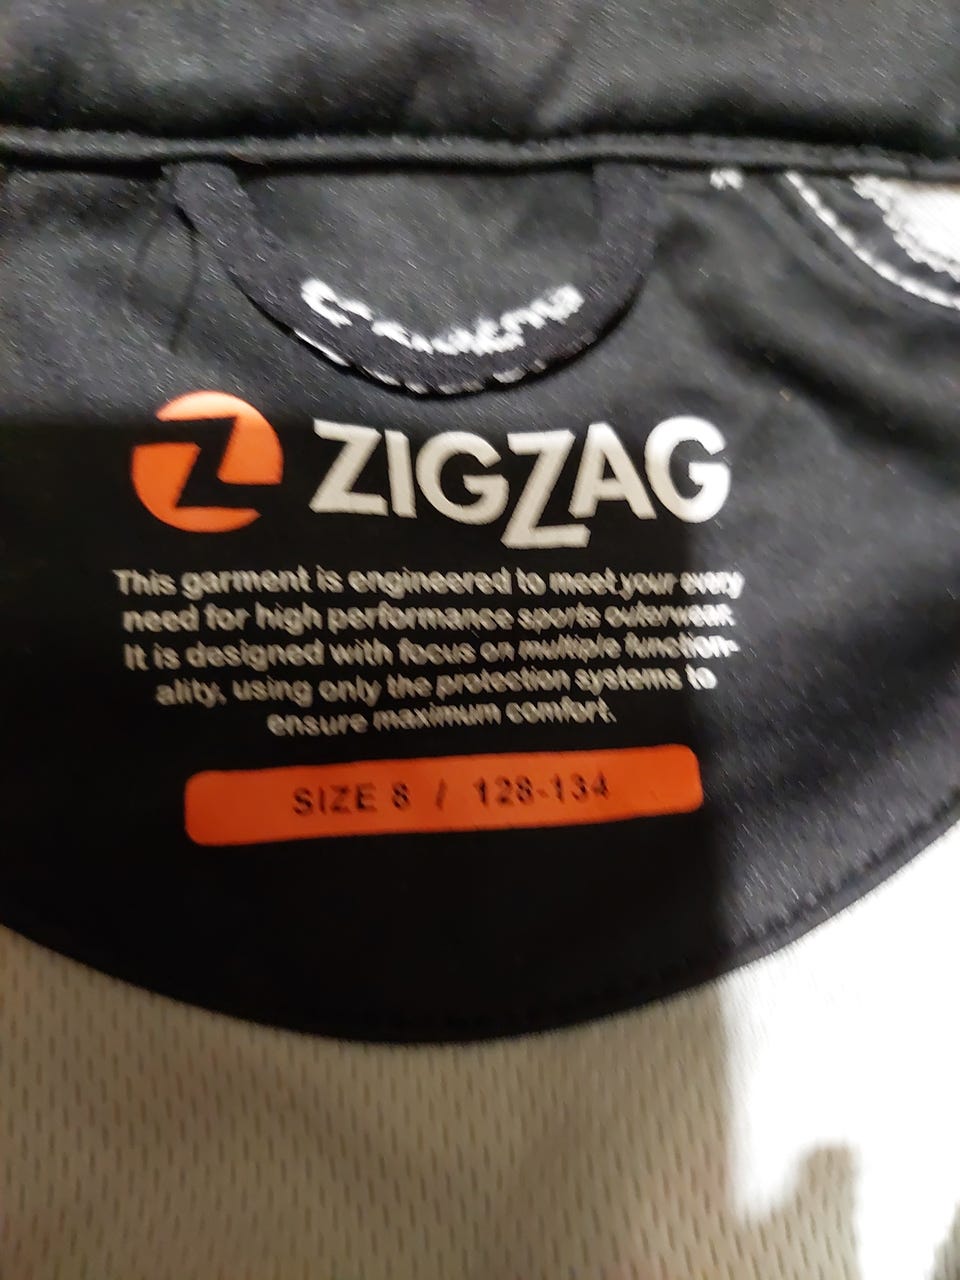 ZIGZAG
This garment is engineered to meet your every
need for high performance sports outerwear.
It is designed with focus on multiple function-
ality, using only the protection systems to
ensure maximum comfort.
SIZE 8 / 128-134